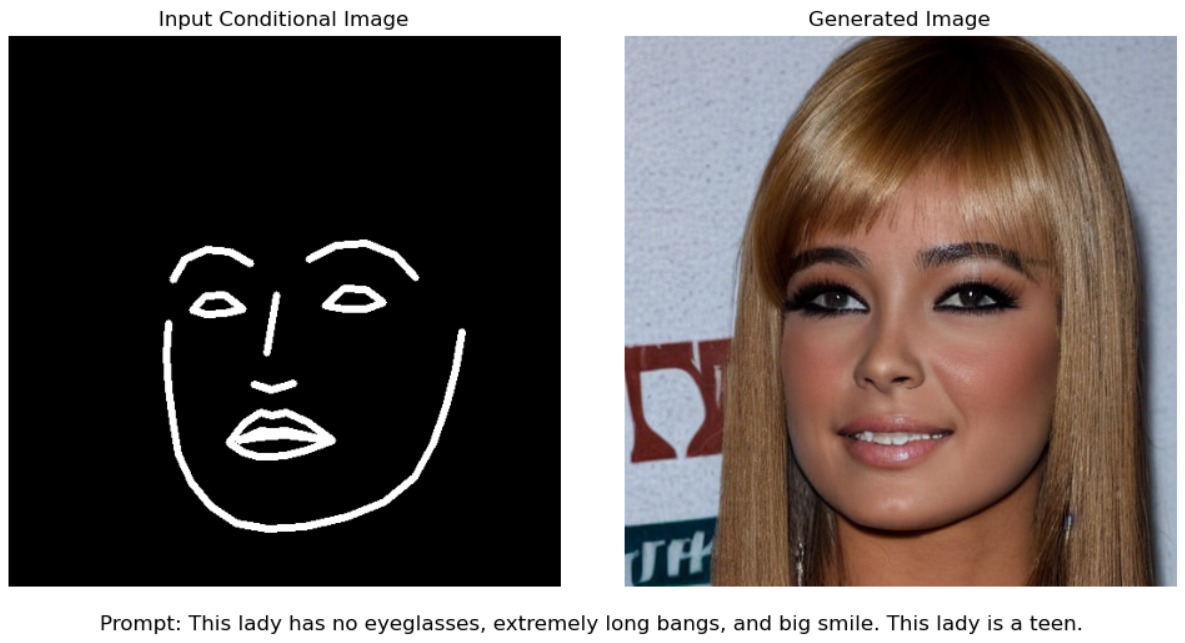 Input Conditional Image
Generated Image
Prompt: This lady has no eyeglasses, extremely long bangs, and big smile. This lady is a teen.